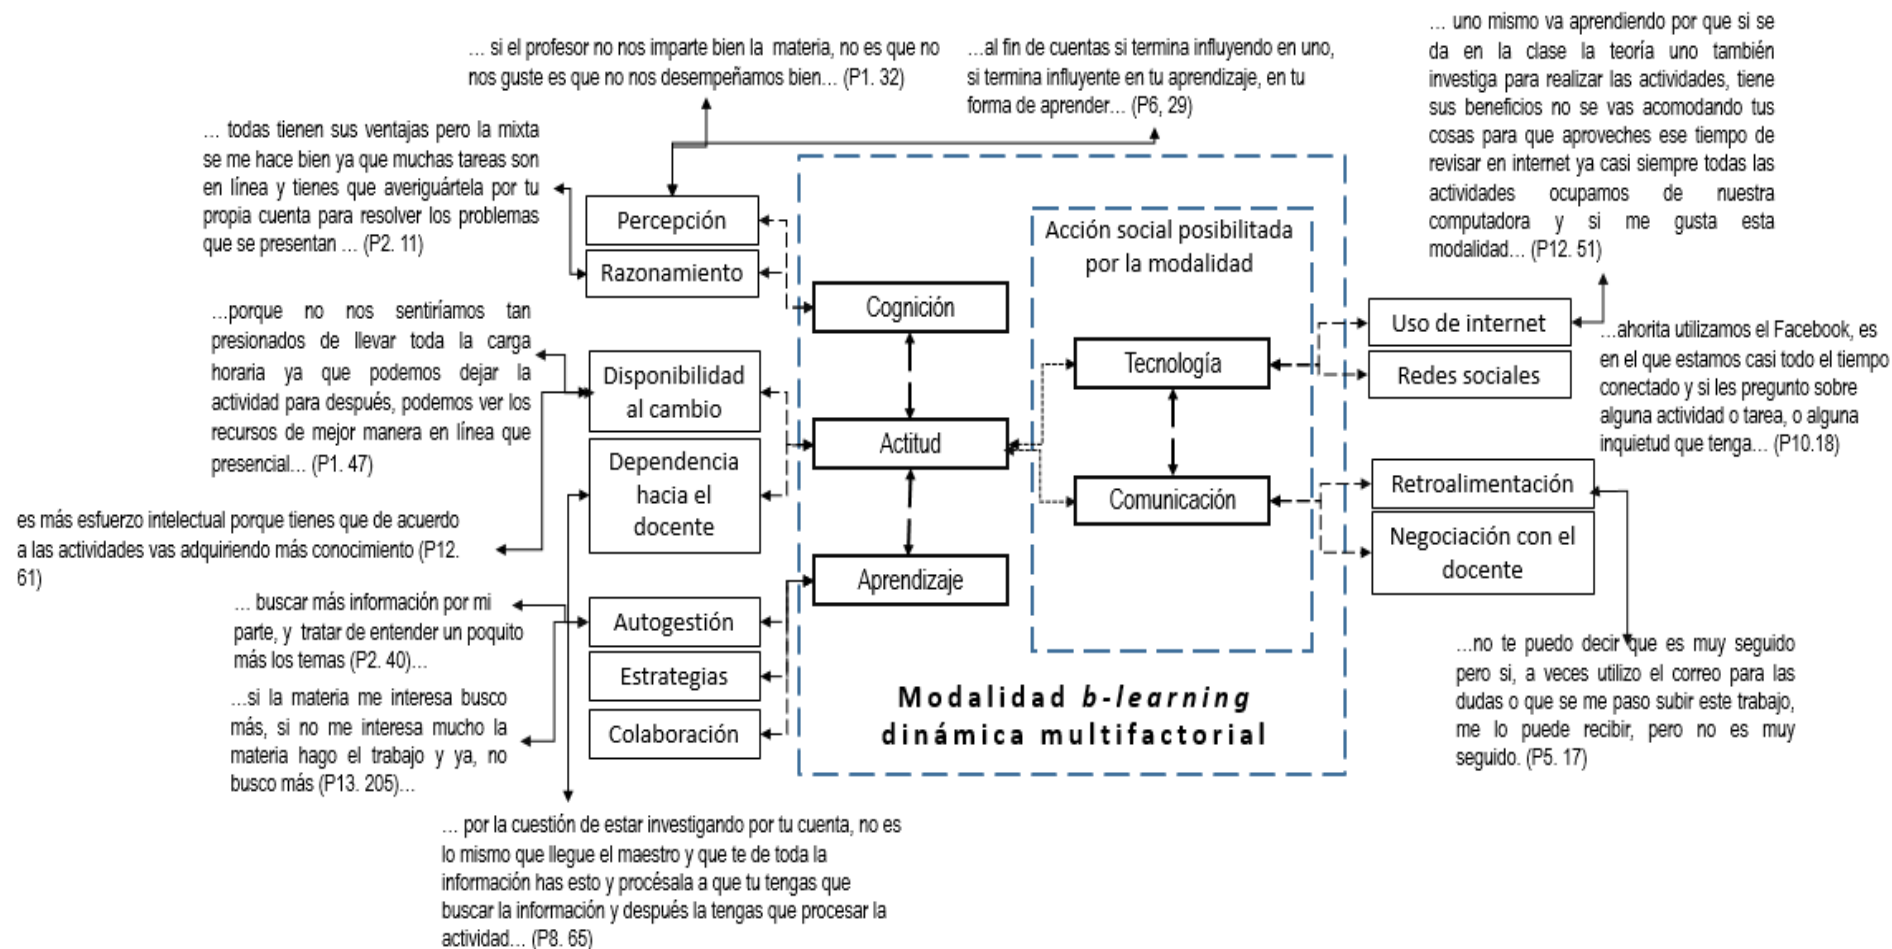 … si el profesor no nos imparte bien la materia, no es que no
nos guste es que no nos desempeñamos bien… (P1. 32)
…al fin de cuentas si termina influyendo en uno,
si termina influyente en tu aprendizaje, en tu
forma de aprender… (P6, 29)
… uno mismo va aprendiendo por que si se
da en la clase la teoría uno también
investiga para realizar las actividades, tiene
sus beneficios no se vas acomodando tus
cosas para que aproveches ese tiempo de
revisar en internet ya casi siempre todas las
actividades ocupamos de nuestra
computadora y si me gusta esta
modalidad… (P12. 51)
… todas tienen sus ventajas pero la mixta
se me hace bien ya que muchas tareas son
en línea y tienes que averiguártela por tu
propia cuenta para resolver los problemas
que se presentan … (P2. 11)
Percepción
Razonamiento
…porque no nos sentiríamos tan
presionados de llevar toda la carga
horaria ya que podemos dejar la
actividad para después, podemos ver los
recursos de mejor manera en línea que
presencial… (P1. 47)
Disponibilidad
al cambio
Dependencia
hacia el
docente
es más esfuerzo intelectual porque tienes que de acuerdo
a las actividades vas adquiriendo más conocimiento (P12.
61)
… buscar más información por mi
parte, y tratar de entender un poquito
más los temas (P2. 40)…
…si la materia me interesa busco
más, si no me interesa mucho la
materia hago el trabajo y ya, no
busco más (P13. 205)…
Autogestión
Estrategias
Colaboración
… por la cuestión de estar investigando por tu cuenta, no es
lo mismo que llegue el maestro y que te de toda la
información has esto y procésala a que tu tengas que
buscar la información y después la tengas que procesar la
actividad… (P8. 65)
Cognición
Actitud
Aprendizaje
Acción social posibilitada
por la modalidad
Tecnología
Comunicación
Modalidad b-learning
dinámica multifactorial
Uso de internet
Redes sociales
…ahorita utilizamos el Facebook, es
en el que estamos casi todo el tiempo
conectado y si les pregunto sobre
alguna actividad o tarea, o alguna
inquietud que tenga… (P10.18)
Retroalimentación
Negociación con el
docente
…no te puedo decir que es muy seguido
pero si, a veces utilizo el correo para las
dudas o que se me paso subir este trabajo,
me lo puede recibir, pero no es muy
seguido. (P5. 17)